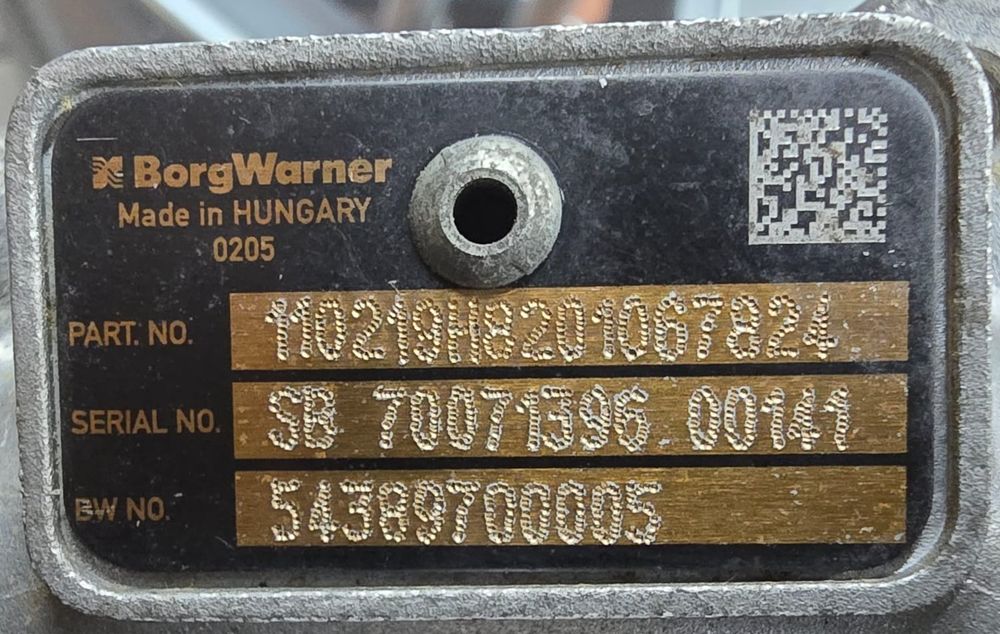 BorgWarner
Made in HUNGARY
0205
PART. NO. 110219H8201067824
SERIAL NO. SB 70071396 00141
BW NO. 54389700005